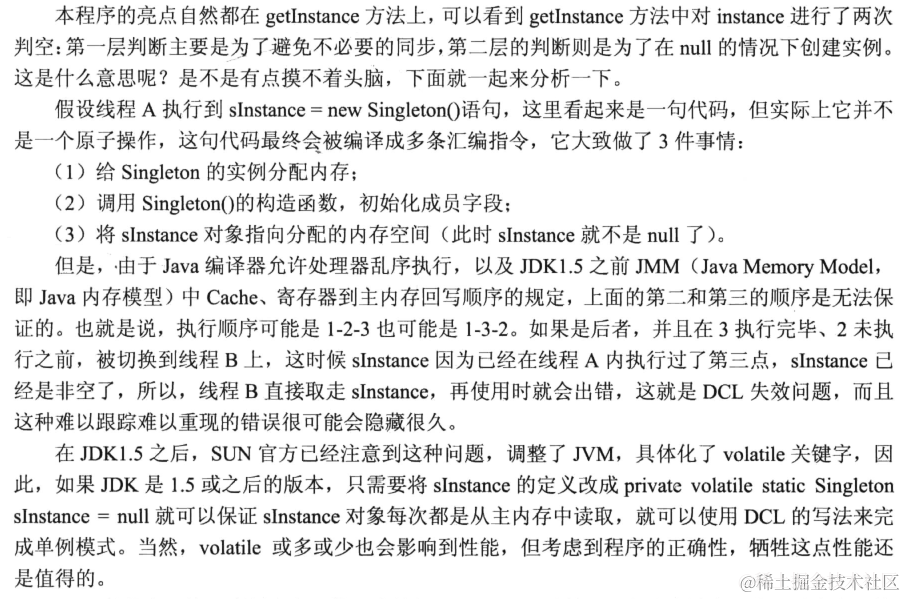 本程序的亮点自然都在 getInstance 方法上，可以看到 getInstance 方法中对 instance 进行了两次
判空：第一层判断主要是为了避免不必要的同步，第二层的判断则是为了在 null 的情况下创建实例。
这是什么意思呢？是不是有点摸不着头脑，下面就一起来分析一下。
假设线程 A 执行到 sInstance = new Singleton()语句，这里看起来是一句代码，但实际上它并不
是一个原子操作，这句代码最终会被编译成多条汇编指令，它大致做了 3 件事情：
（1）给 Singleton 的实例分配内存；
（2）调用 Singleton()的构造函数，初始化成员字段；
（3）将 sInstance 对象指向分配的内存空间（此时 sInstance 就不是 null 了）。
但是，由于 Java 编译器允许处理器乱序执行，以及 JDK1.5 之前 JMM（Java Memory Model，
即 Java 内存模型）中 Cache、寄存器到主内存回写顺序的规定，上面的第二和第三的顺序是无法保
证的。也就是说，执行顺序可能是 1-2-3 也可能是 1-3-2。如果是后者，并且在 3 执行完毕、2 未执
行之前，被切换到线程 B 上，这时候 sInstance 因为已经在线程 A 内执行过了第三点，sInstance 已
经是非空了，所以，线程 B 直接取走 sInstance，再使用时就会出错，这就是 DCL 失效问题，而且
这种难以跟踪难以重现的错误很可能会隐藏很久。
在 JDK1.5 之后，SUN 官方已经注意到这种问题，调整了 JVM，具体化了 volatile 关键字，因
此，如果 JDK 是 1.5 或之后的版本，只需要将 sInstance 的定义改成 private volatile static Singleton
sInstance = null 就可以保证 sInstance 对象每次都是从主内存中读取，就可以使用 DCL 的写法来完
成单例模式。当然，volatile 或多或少也会影响到性能，但考虑到程序的正确性，牺牲这点性能还
是值得的。
@稀土掘金技术社区